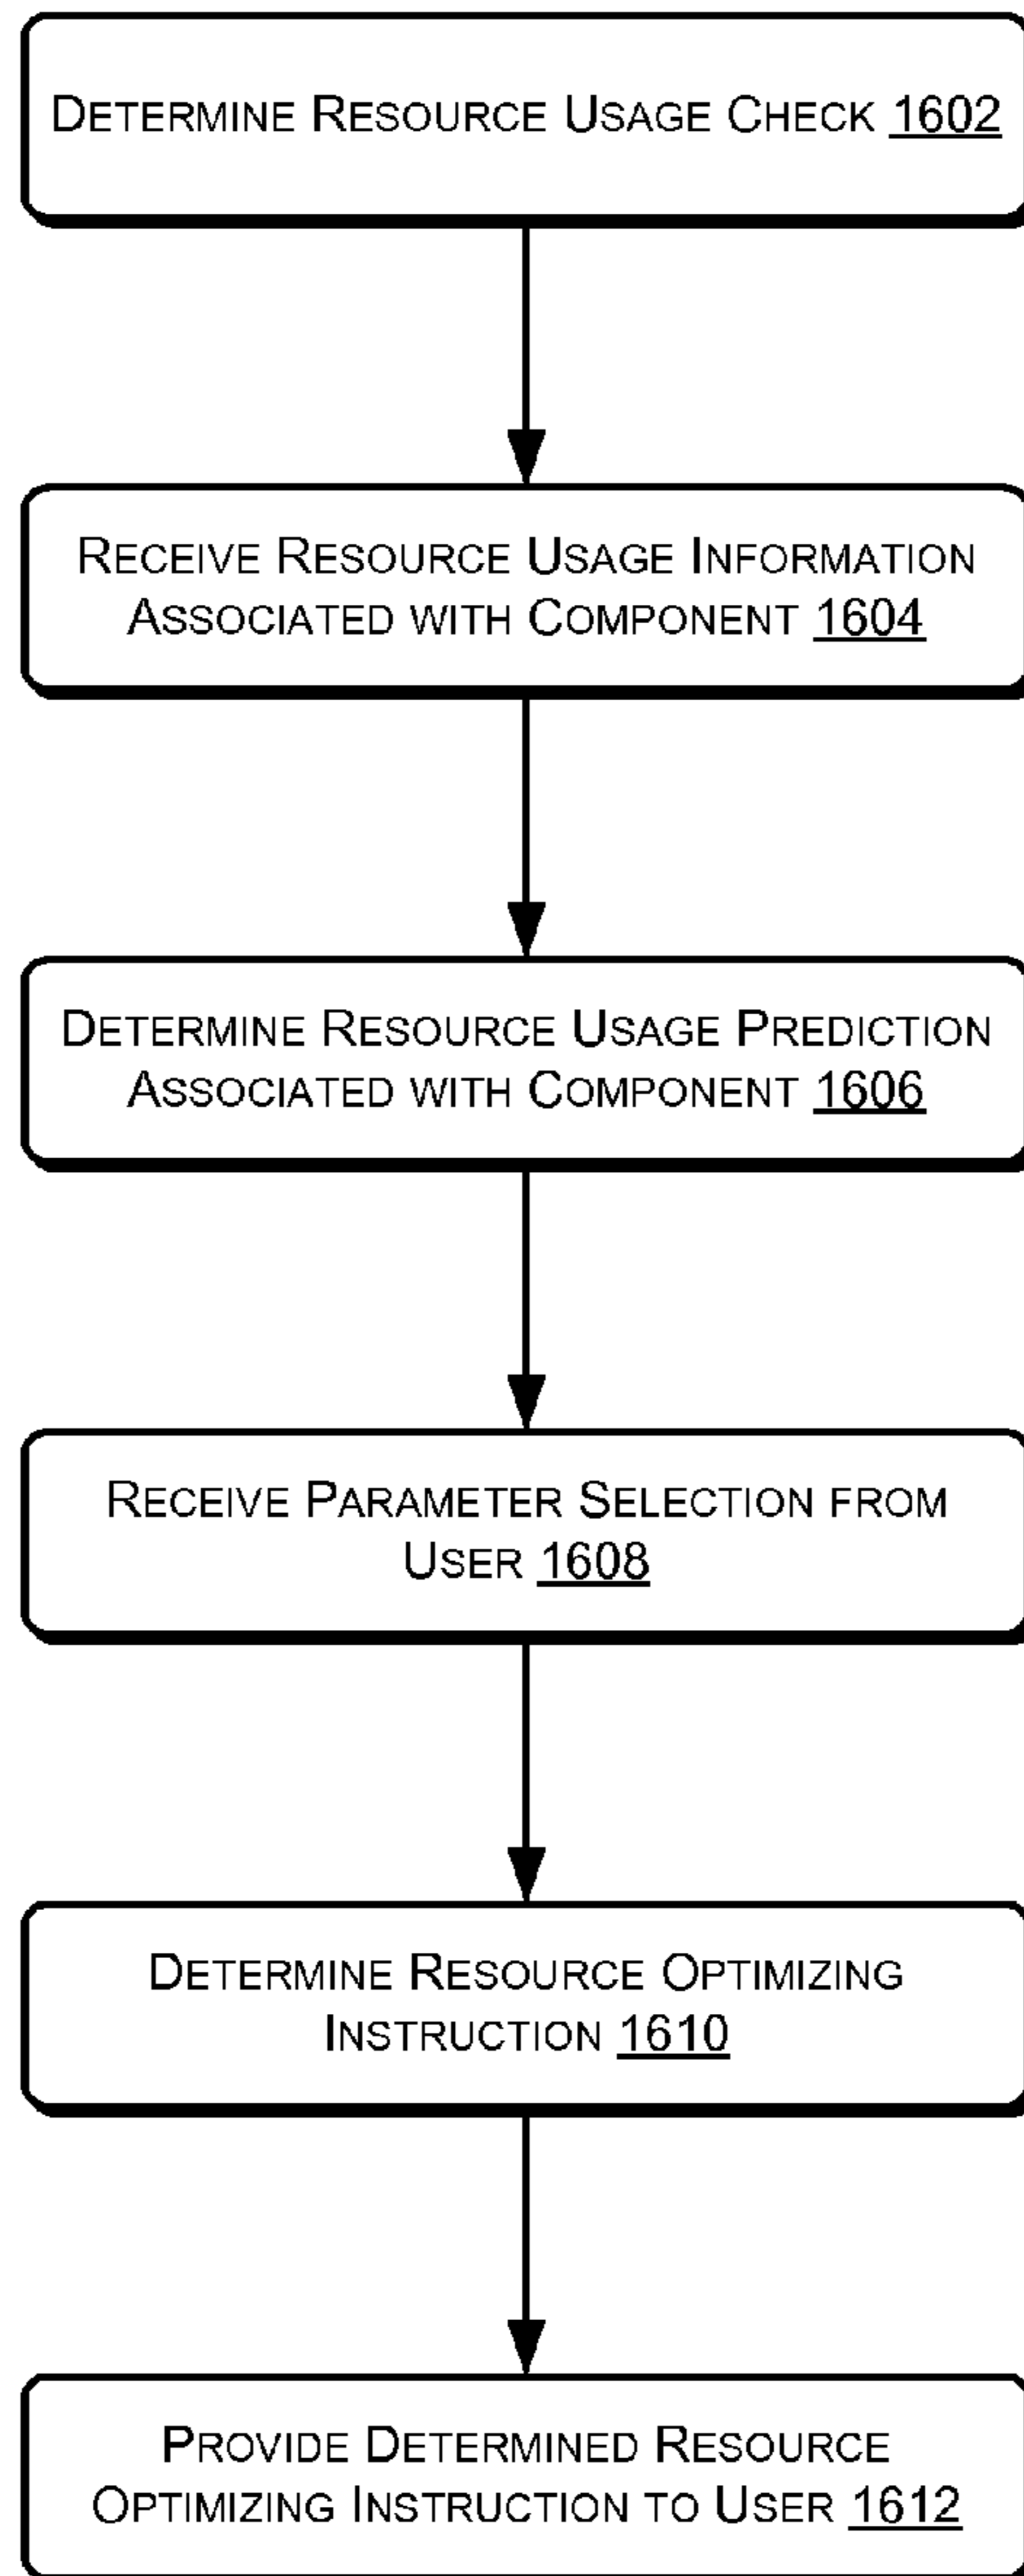 DETERMINE RESOURCE USAGE CHECK 1602
RECEIVE RESOURCE USAGE INFORMATION
ASSOCIATED WITH COMPONENT 1604
DETERMINE RESOURCE USAGE PREDICTION
ASSOCIATED WITH COMPONENT 1606
RECEIVE PARAMETER SELECTION FROM
USER 1608
DETERMINE RESOURCE OPTIMIZING
INSTRUCTION 1610
PROVIDE DETERMINED RESOURCE
OPTIMIZING INSTRUCTION TO USER 1612